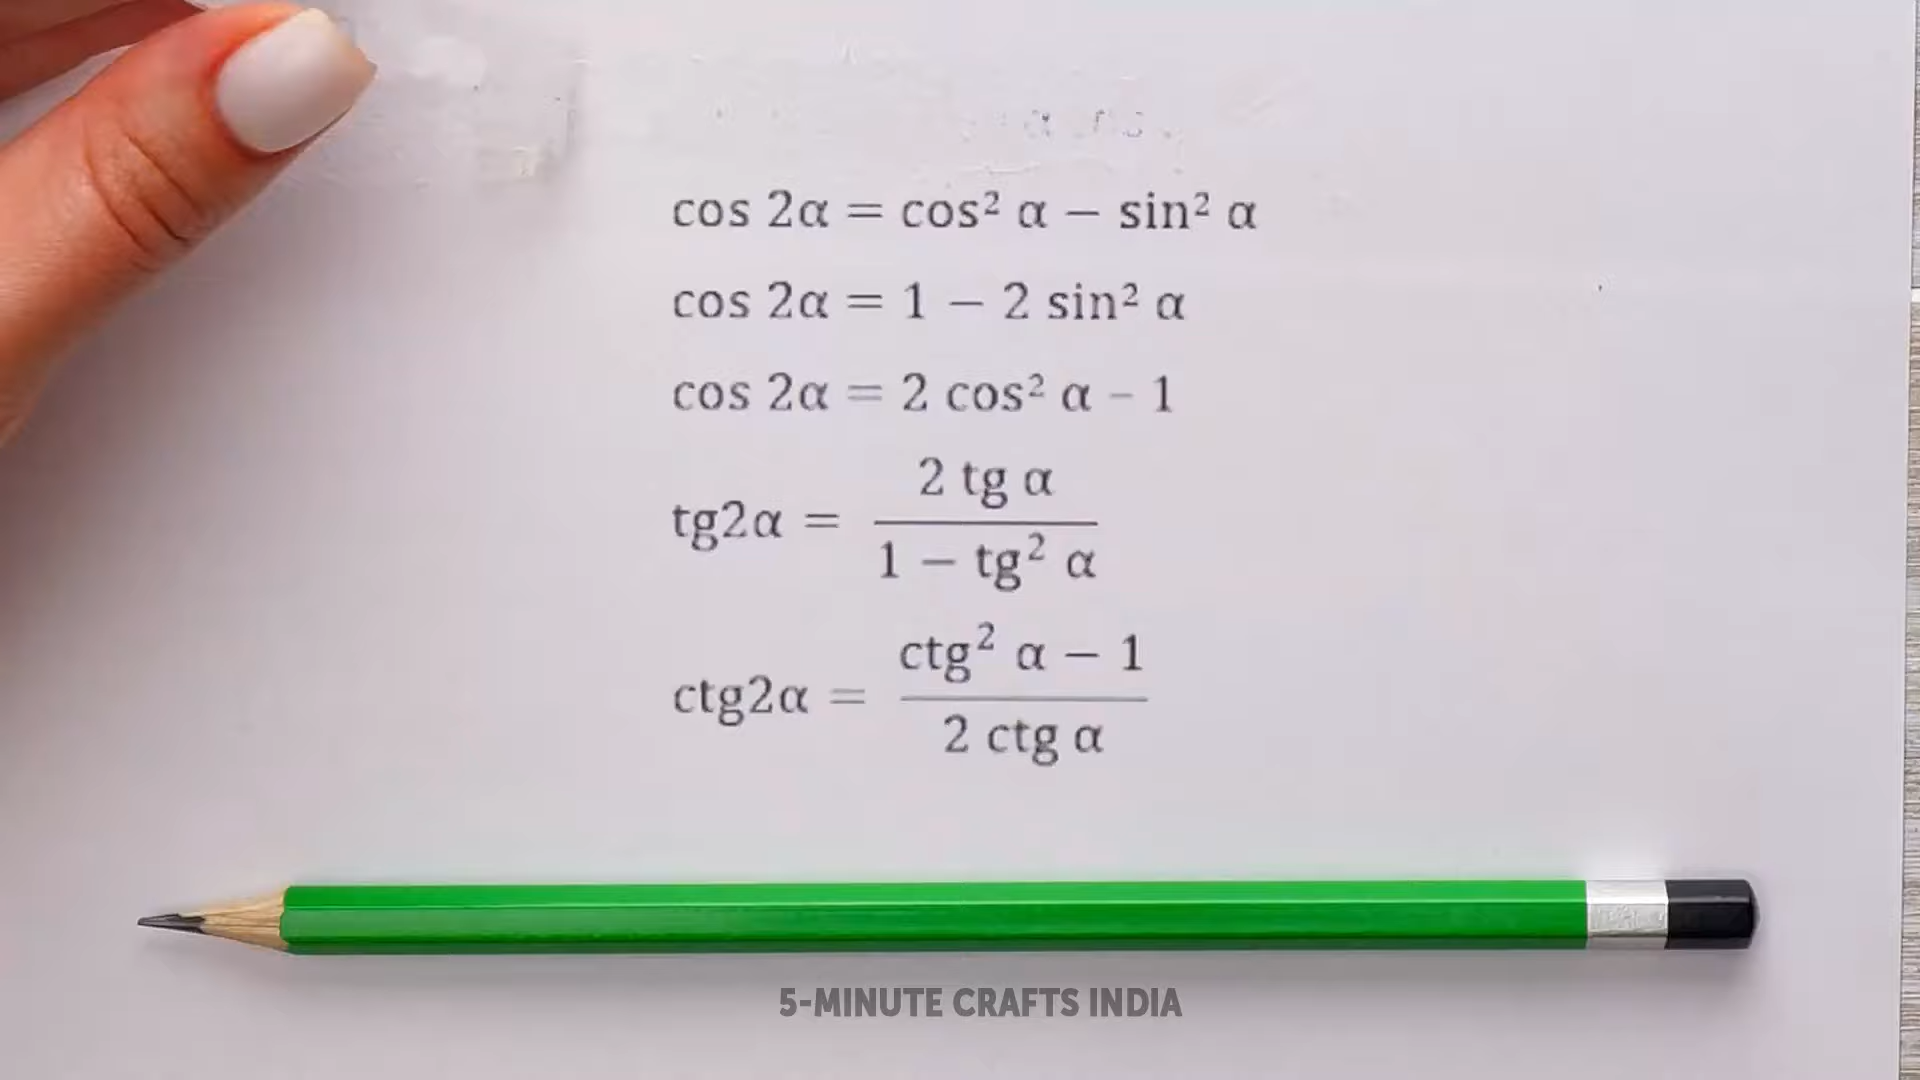 cos 2α = cos² α − sin² α
cos 2α = 1 − 2 sin² α
cos 2α = 2 cos² α – 1
tg2α = 2 tg α / 1 − tg² α
ctg2α = ctg² α − 1 / 2 ctg α
5-MINUTE CRAFTS INDIA